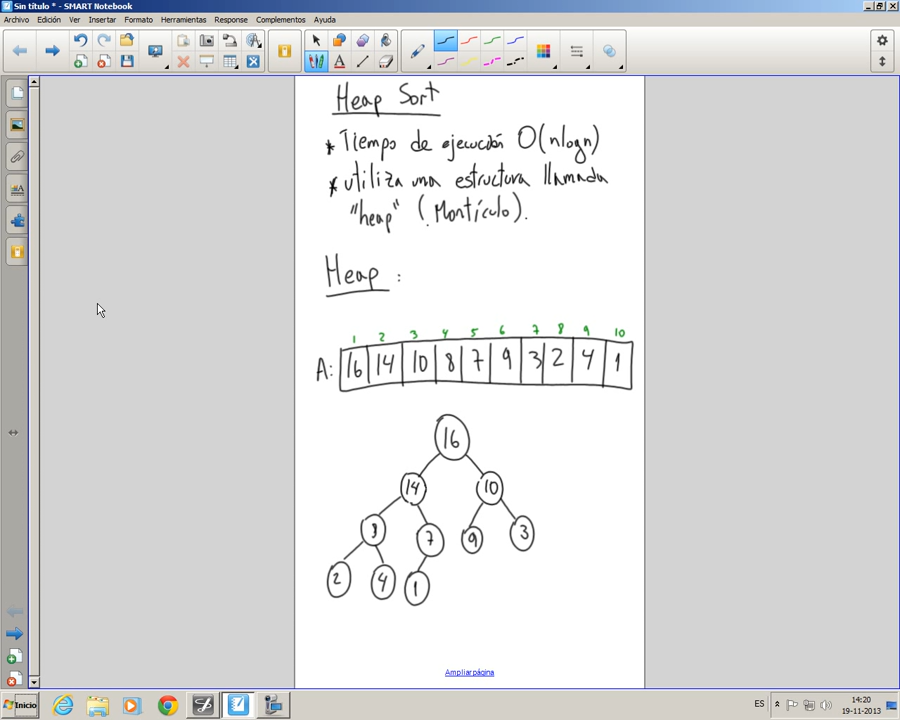 Sin título * - SMART Notebook
Archivo Edición Ver Insertar Formato Herramientas Response Complementos Ayuda
Heap Sort
* Tiempo de ejecución O(nlogn)
* utiliza una estructura llamada
"heap" (Montículo).
Heap :
1 2 3 4 5 6 7 8 9 10
A: 16 14 10 8 7 9 3 2 4 1
16
14 10
8 7 9 3
2 4 1
Ampliar página
Inicio ES 14:20
19-11-2013